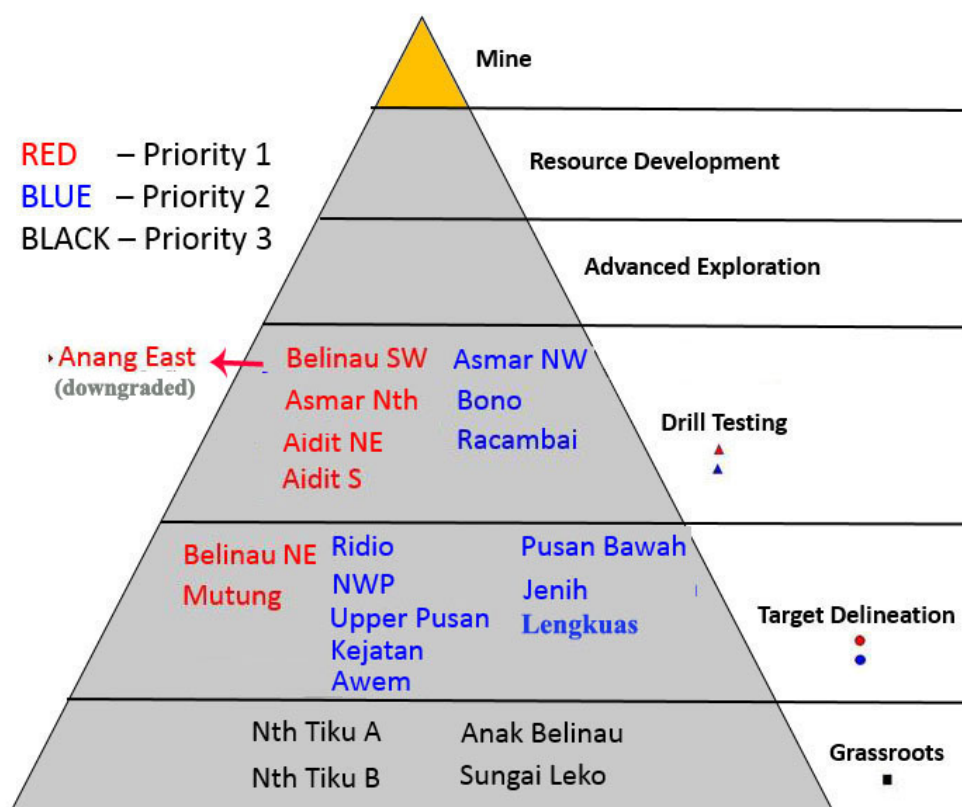 Mine
Resource Development
RED – Priority 1
BLUE – Priority 2
BLACK – Priority 3
Advanced Exploration
Anang East
(downgraded)
Belinau SW
Asmar Nth
Aidit NE
Aidit S
Asmar NW
Bono
Racambai
Drill Testing
Belinau NE
Mutung
Ridio
NWP
Upper Pusan
Kejatan
Awem
Pusan Bawah
Jenih
Lengkuas
Target Delineation
Nth Tiku A
Nth Tiku B
Anak Belinau
Sungai Leko
Grassroots